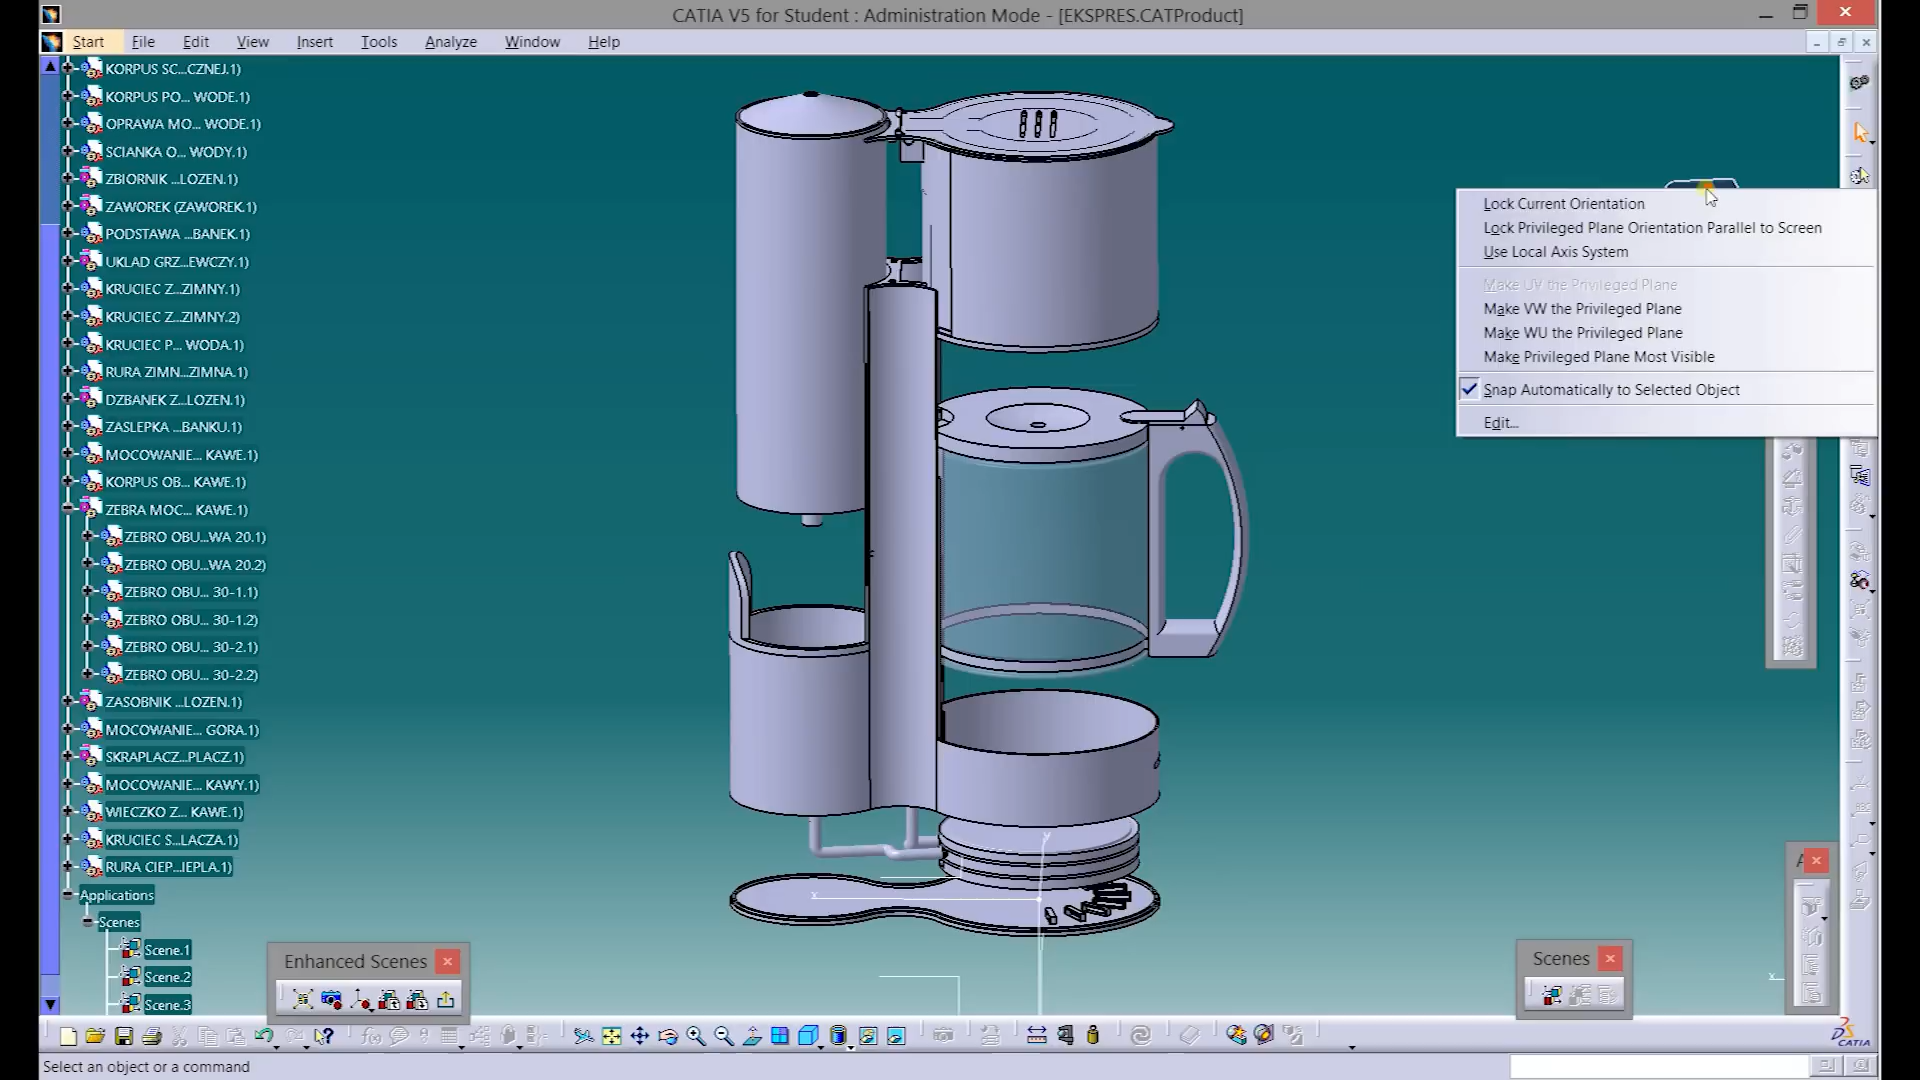 CATIA V5 for Student : Administration Mode - [EKSPRES.CATProduct]
Start File Edit View Insert Tools Analyze Window Help
KORPUS SC...CZNEJ.1)
KORPUS PO... WODE.1)
OPRAWA MO... WODE.1)
SCIANKA O... WODY.1)
ZBIORNIK ...LOZEN.1)
ZAWOREK (ZAWOREK.1)
PODSTAWA ...BANEK.1)
UKLAD GRZ...EWCZY.1)
KRUCIEC Z...ZIMNY.1)
KRUCIEC Z...ZIMNY.2)
KRUCIEC P... WODA.1)
RURA ZIMN...ZIMNA.1)
DZBANEK Z...LOZEN.1)
ZASLEPKA ...BANKU.1)
MOCOWANIE... KAWE.1)
KORPUS OB... KAWE.1)
ZEBRA MOC... KAWE.1)
ZEBRO OBU...WA 20.1)
ZEBRO OBU...WA 20.2)
ZEBRO OBU... 30-1.1)
ZEBRO OBU... 30-1.2)
ZEBRO OBU... 30-2.1)
ZEBRO OBU... 30-2.2)
ZASOBNIK ...LOZEN.1)
MOCOWANIE... GORA.1)
SKRAPLACZ...PLACZ.1)
MOCOWANIE... KAWY.1)
WIECZKO Z... KAWE.1)
KRUCIEC S...LACZA.1)
RURA CIEP...IEPLA.1)
Applications
Scenes
Scene.1
Scene.2
Scene.3
Lock Current Orientation
Lock Privileged Plane Orientation Parallel to Screen
Use Local Axis System
Make UV the Privileged Plane
Make VW the Privileged Plane
Make WU the Privileged Plane
Make Privileged Plane Most Visible
Snap Automatically to Selected Object
Edit...
y
x
x
Enhanced Scenes
Scenes
CATIA
Select an object or a command